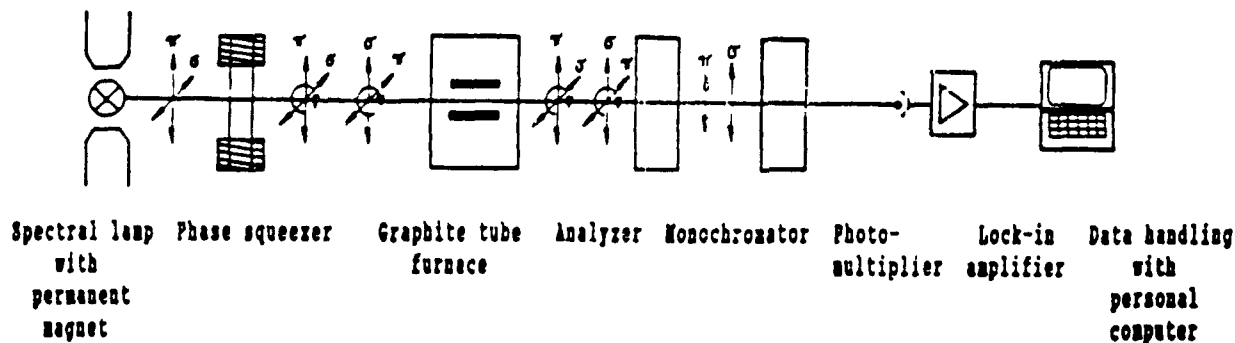 π σ
π σ
σ π
π σ
σ π
π σ
Spectral lamp
with
permanent
magnet
Phase squeezer
Graphite tube
furnace
Analyzer
Monochromator
Photo-
multiplier
Lock-in
amplifier
Data handling
with
personal
computer